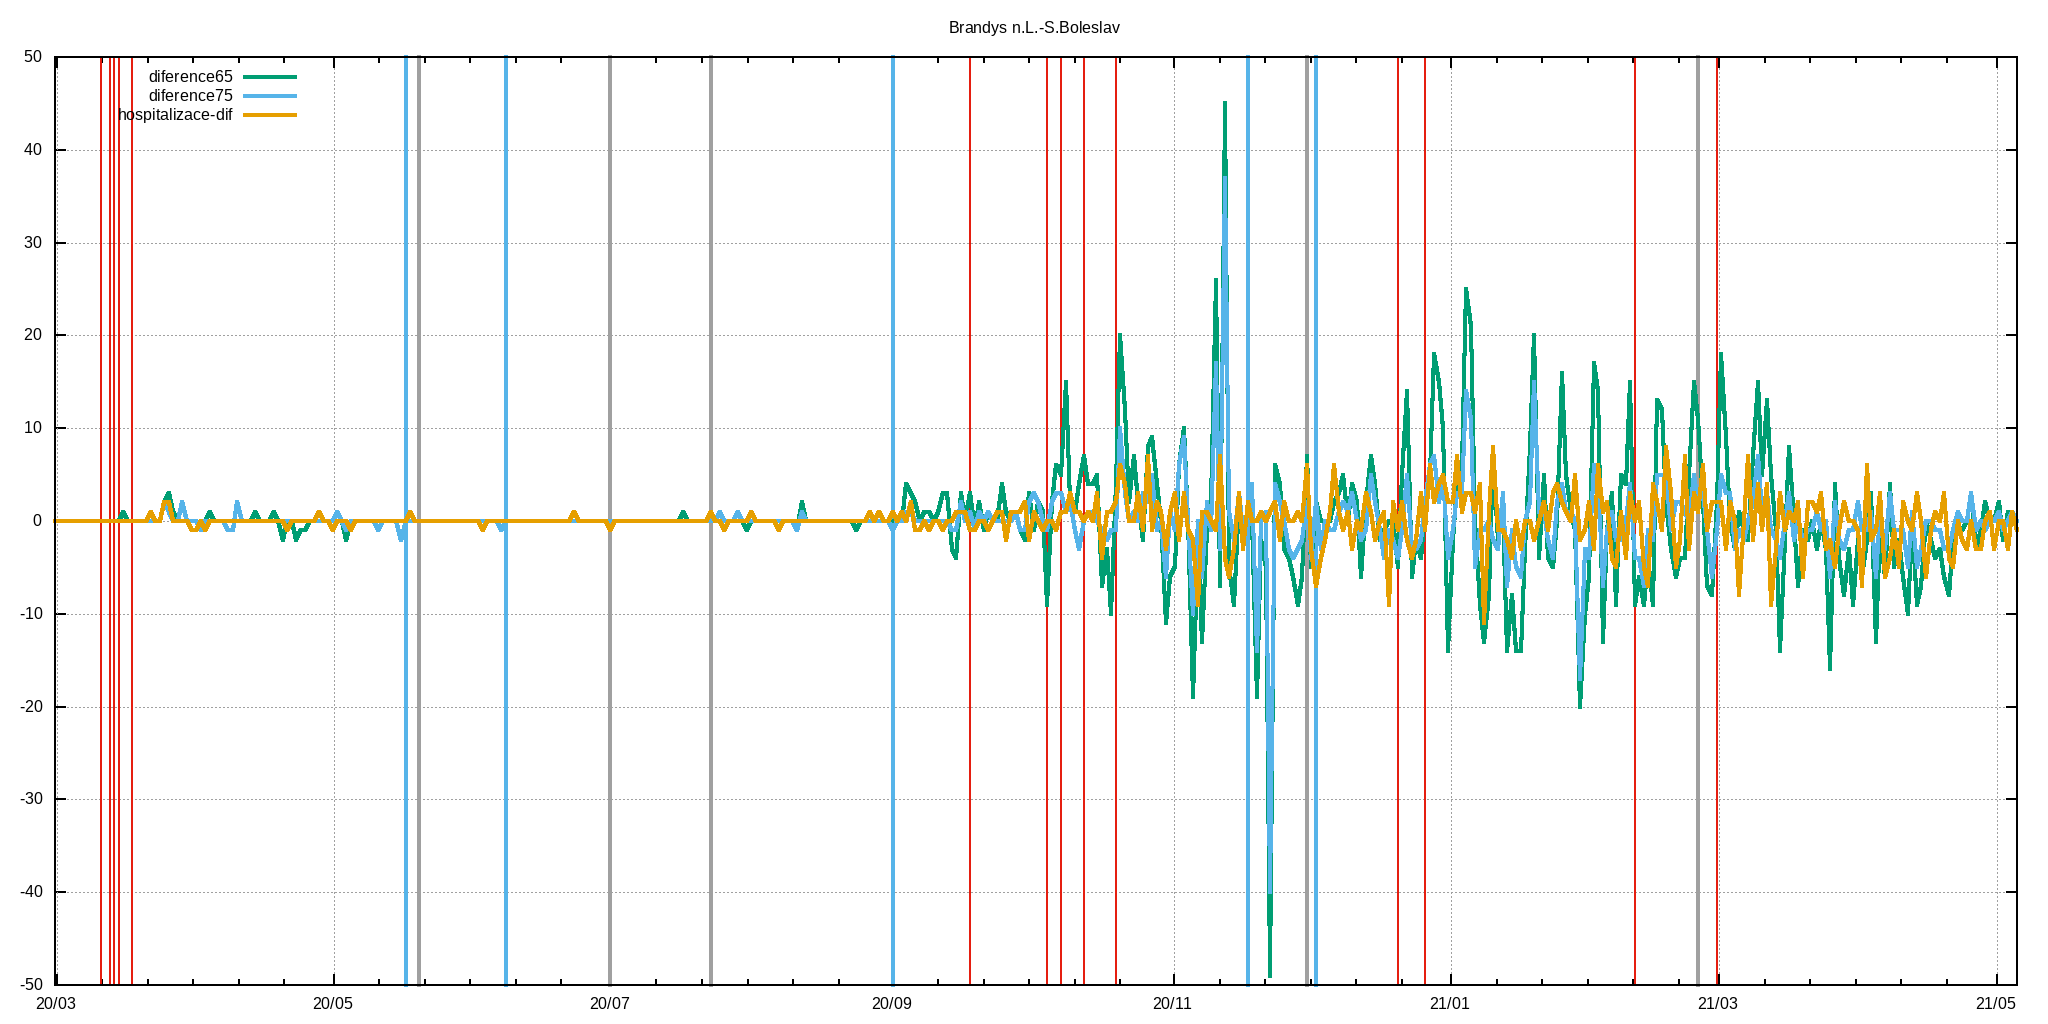 Brandys n.L.-S.Boleslav
diference65
diference75
hospitalizace-dif
50
40
30
20
10
0
-10
-20
-30
-40
-50
20/03 20/05 20/07 20/09 20/11 21/01 21/03 21/05